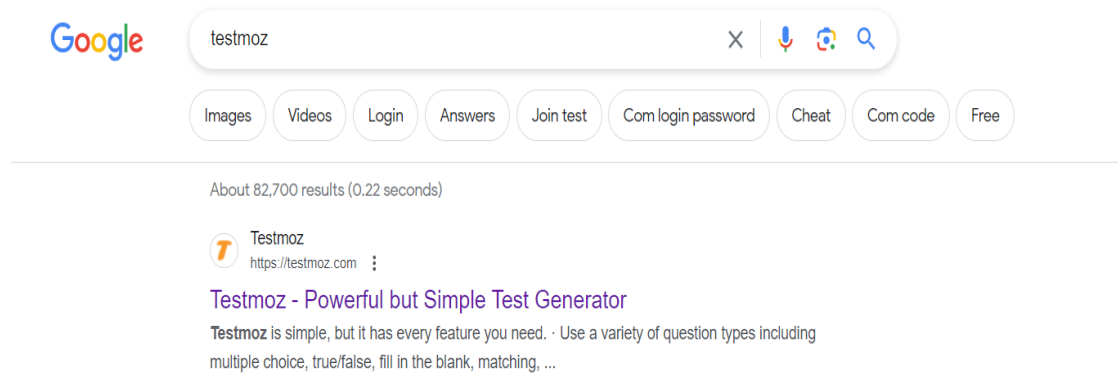 Google testmoz
Images Videos Login Answers Join test Com login password Cheat Com code Free
About 82,700 results (0.22 seconds)
T
Testmoz
https://testmoz.com
Testmoz - Powerful but Simple Test Generator
Testmoz is simple, but it has every feature you need. · Use a variety of question types including
multiple choice, true/false, fill in the blank, matching, ...